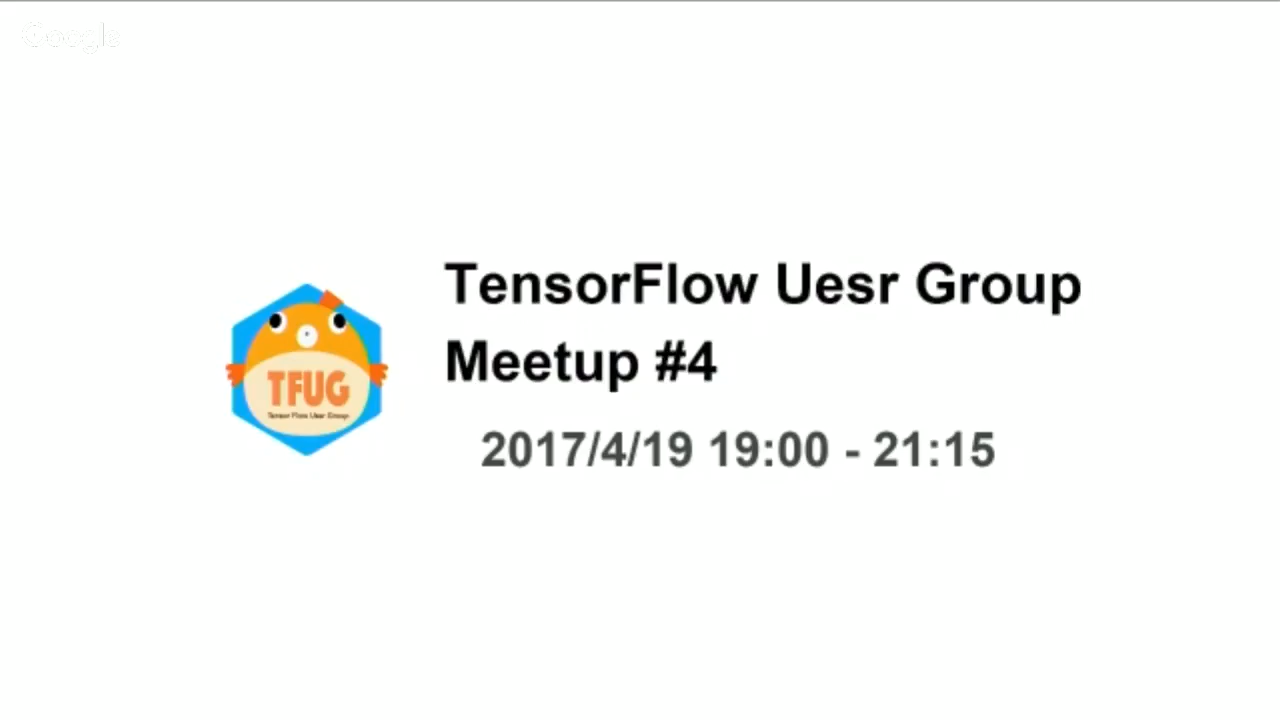 Google
TensorFlow Uesr Group
Meetup #4
2017/4/19 19:00 - 21:15
TFUG
Tensor Flow User Group